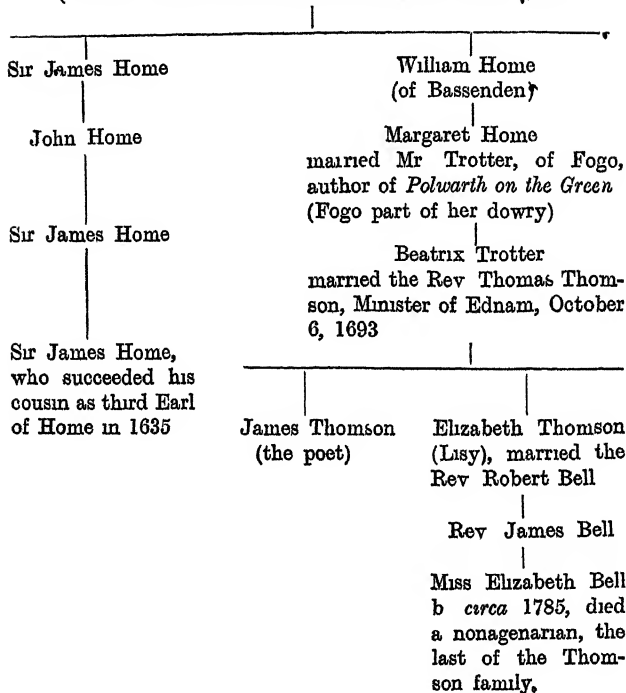 Sir James Home
John Home
Sir James Home
Sir James Home,
who succeeded his
cousin as third Earl
of Home in 1635
William Home
(of Bassenden)
Margaret Home
married Mr Trotter, of Fogo,
author of Polwarth on the Green
(Fogo part of her dowry)
Beatrix Trotter
married the Rev Thomas Thom-
son, Minister of Ednam, October
6, 1693
James Thomson
(the poet)
Elizabeth Thomson
(Lisy), married the
Rev Robert Bell
Rev James Bell
Miss Elizabeth Bell
b circa 1785, died
a nonagenarian, the
last of the Thom-
son family,